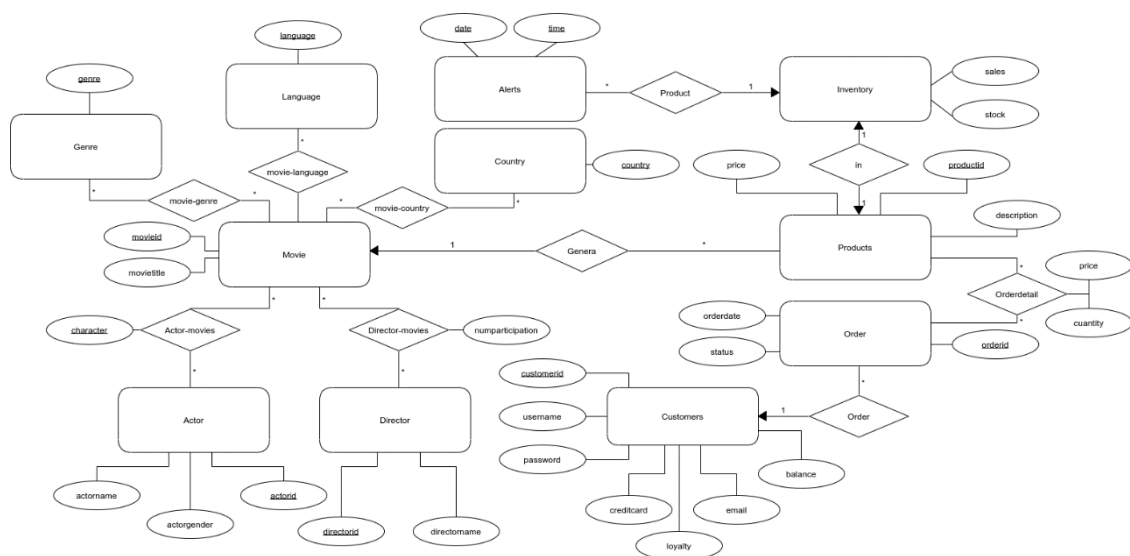 language
date
time
genre
Language
Alerts
*
Product
1
Inventory
sales
stock
Genre
*
movie-language
Country
country
1
in
price
productid
1
*
movie-genre
*
*
*
movie-country
*
description
movieid
movietitle
Movie
1
Genera
*
Products
*
price
Orderdetail
cuantity
*
*
*
character
Actor-movies
Director-movies
numparticipation
orderdate
status
Order
orderid
*
*
*
customerid
1
Order
Actor
Director
username
Customers
password
balance
actorname
actorid
actorgender
directorid
directorname
creditcard
email
loyalty